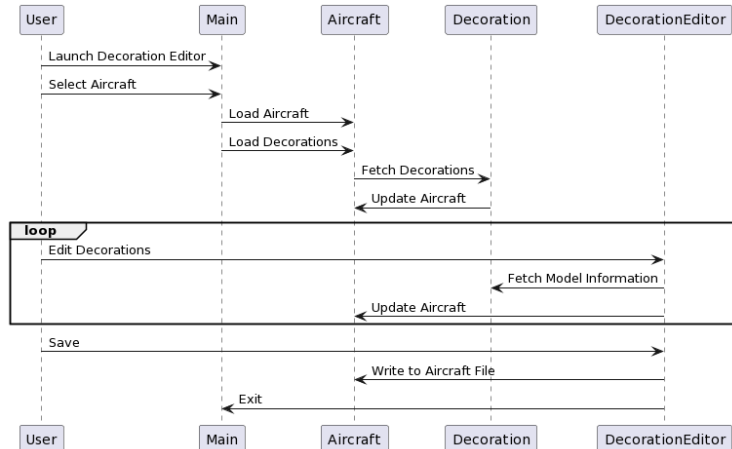 User Main Aircraft Decoration DecorationEditor
Launch Decoration Editor
Select Aircraft
Load Aircraft
Load Decorations
Fetch Decorations
Update Aircraft
loop
Edit Decorations
Fetch Model Information
Update Aircraft
Save
Write to Aircraft File
Exit
User Main Aircraft Decoration DecorationEditor